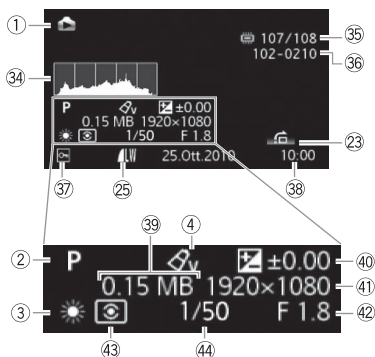 ①
107/108 ㉟
102-0210 ㊱
㉞
P V ±0.00
0.15 MB 1920×1080
1/50 F 1.8
㉓
LW 25.Ott.2010 10:00
㊲ ㉕ ㊳
㊴ ④
② P V ±0.00 ㊵
0.15 MB 1920×1080 ㊶
③ 1/50 F 1.8 ㊷
㊸ ㊹